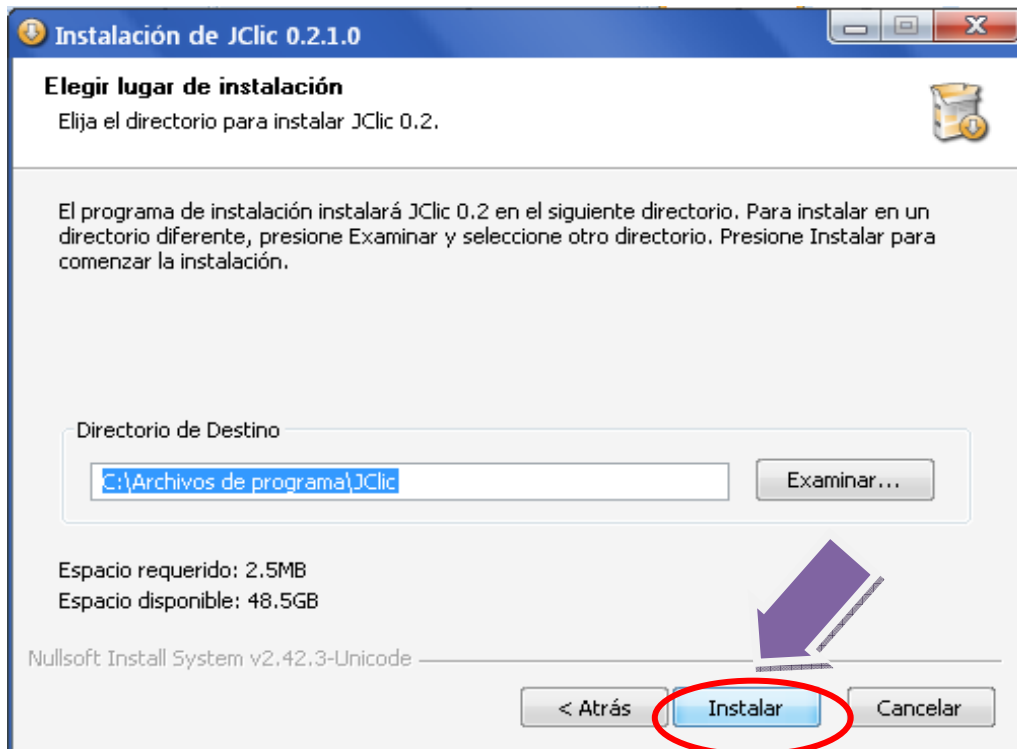 Instalación de JClic 0.2.1.0
Elegir lugar de instalación
Elija el directorio para instalar JClic 0.2.
El programa de instalación instalará JClic 0.2 en el siguiente directorio. Para instalar en un
directorio diferente, presione Examinar y seleccione otro directorio. Presione Instalar para
comenzar la instalación.
Directorio de Destino
C:\Archivos de programa\JClic
Examinar...
Espacio requerido: 2.5MB
Espacio disponible: 48.5GB
Nullsoft Install System v2.42.3-Unicode
< Atrás
Instalar
Cancelar